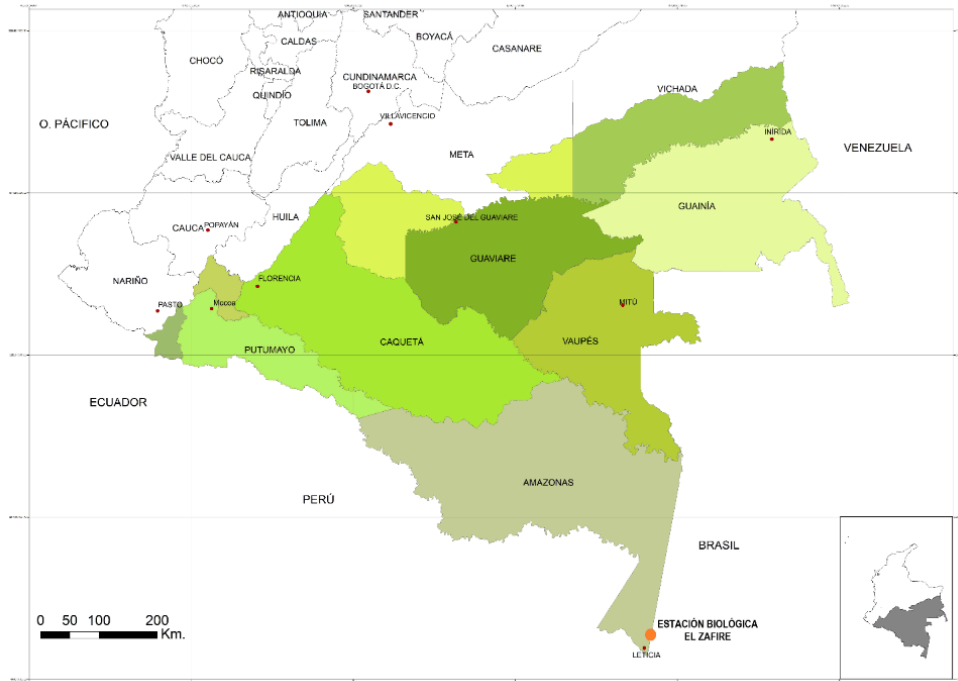 ANTIOQUIA
SANTANDER
BOYACÁ
CALDAS
CASANARE
CHOCÓ
RISARALDA
CUNDINAMARCA
BOGOTÁ D.C.
QUINDÍO
VICHADA
O. PÁCIFICO
TOLIMA
VILLAVICENCIO
INÍRIDA
VENEZUELA
VALLE DEL CAUCA
META
GUAINÍA
HUILA
SAN JOSÉ DEL GUAVIARE
CAUCA
POPAYÁN
GUAVIARE
NARIÑO
FLORENCIA
PASTO
Mocoa
MITÚ
PUTUMAYO
CAQUETÁ
VAUPÉS
ECUADOR
AMAZONAS
PERÚ
BRASIL
0 50 100 200
Km.
ESTACIÓN BIOLÓGICA
EL ZAFIRE
LETICIA